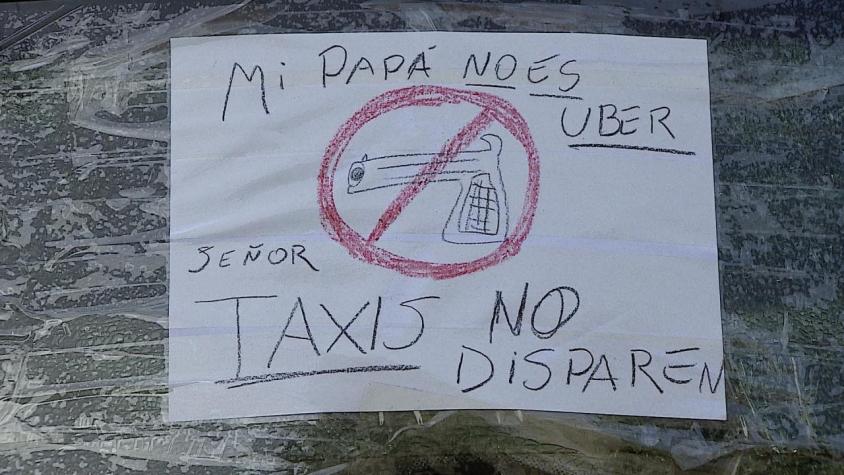 Mi PAPÁ NO ES
UBER
SEÑOR
TAXIS NO
DiSPAREN